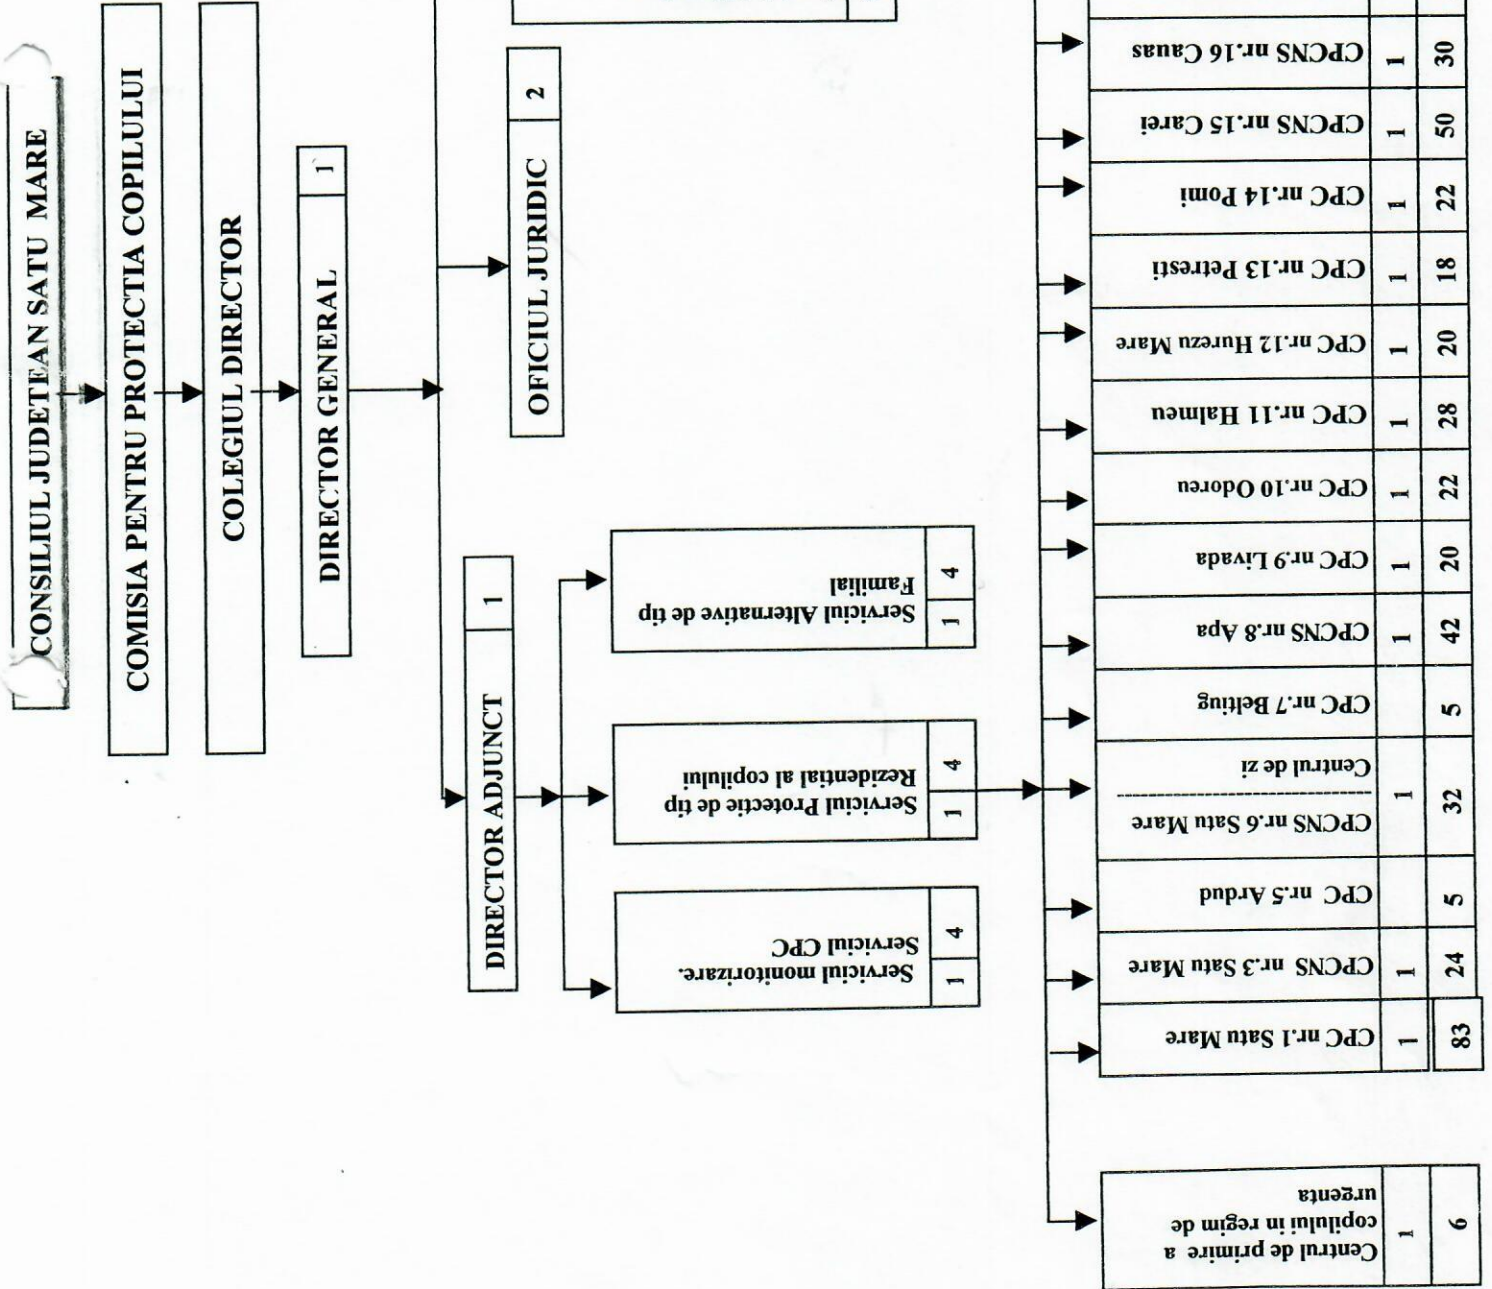 CONSILIUL JUDETEAN SATU MARE
COMISIA PENTRU PROTECTIA COPILULUI
COLEGIUL DIRECTOR
DIRECTOR GENERAL 1
OFICIUL JURIDIC 2
DIRECTOR ADJUNCT 1
Serviciul monitorizare.
Serviciul CPC
1 4
Serviciul Protectie de tip
Rezidential al copilului
1 4
Serviciul Alternative de tip
Familial
1 4
Centrul de primire a
copilului in regim de
urgenta
1
6
CPC nr.1 Satu Mare
1
83
CPCNS nr.3 Satu Mare
1
24
CPC nr.5 Ardud
5
CPCNS nr.6 Satu Mare
Centrul de zi
1
32
CPC nr.7 Beltiug
5
CPCNS nr.8 Apa
1
42
CPC nr.9 Livada
1
20
CPC nr.10 Odoreu
1
22
CPC nr.11 Halmeu
1
28
CPC nr.12 Hurezu Mare
1
20
CPC nr.13 Petresti
1
18
CPC nr.14 Pomi
1
22
CPCNS nr.15 Carei
1
50
CPCNS nr.16 Cauas
1
30